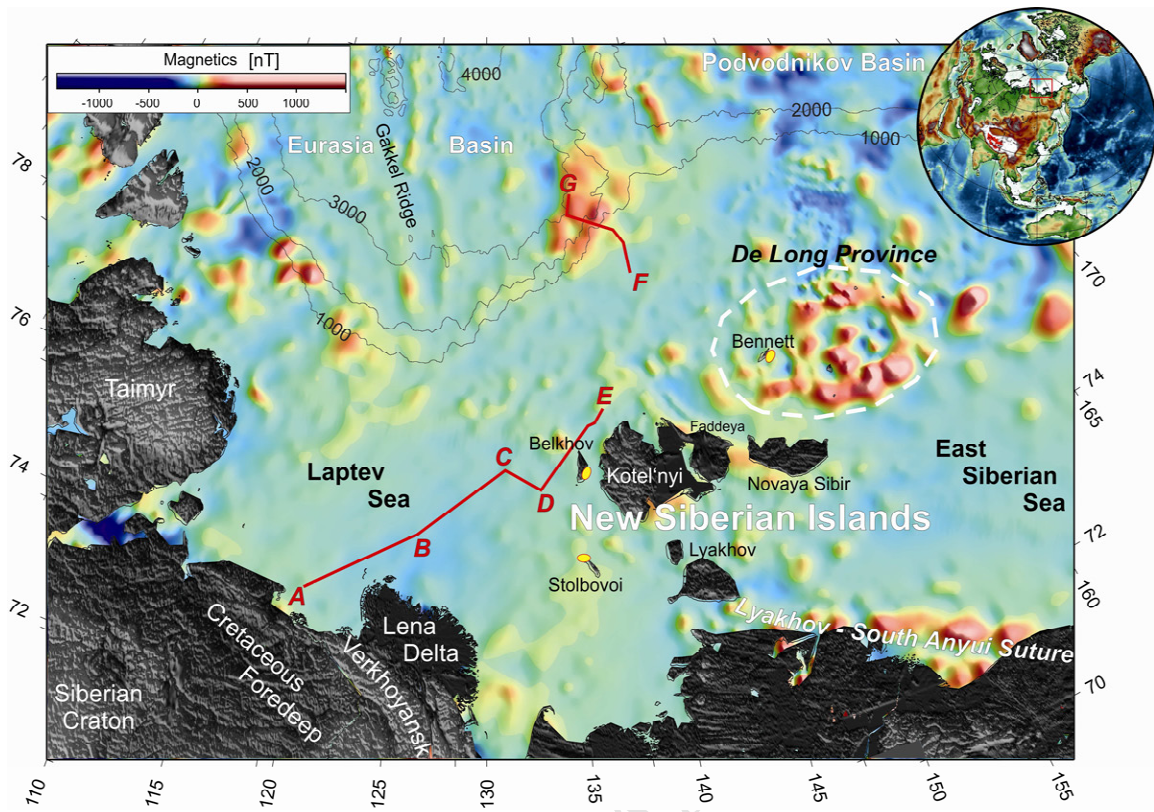 Magnetics [nT]
-1000 -500 0 500 1000
4000
Podvodnikov Basin
2000
1000
Eurasia Basin
Gakkel Ridge
2000
3000
1000
G
F
De Long Province
Bennett
78
76
74
72
170
74
165
72
160
70
Taimyr
E
Belkhov
Faddeya
C
Kotel'nyi
Novaya Sibir
East
Siberian
Sea
Laptev
Sea
D
New Siberian Islands
B
Lyakhov
Stolbovoi
A
Lyakhov - South Anyui Suture
Lena
Delta
Cretaceous
Foredeep
Verkhoyansk
Siberian
Craton
110 115 120 125 130 135 140 145 150 155